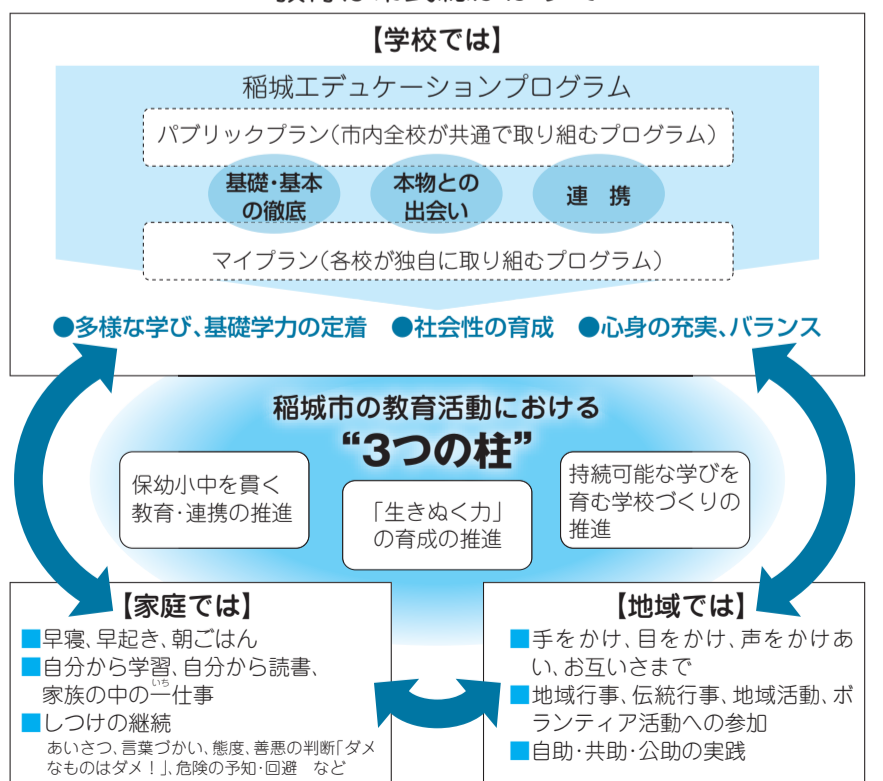 【学校では】
稲城エデュケーションプログラム
パブリックプラン(市内全校が共通で取り組むプログラム)
基礎・基本
の徹底
本物との
出会い
連　携
マイプラン(各校が独自に取り組むプログラム)
●多様な学び、基礎学力の定着　●社会性の育成　●心身の充実、バランス
稲城市の教育活動における
“3つの柱”
保幼小中を貫く
教育・連携の推進
「生きぬく力」
の育成の推進
持続可能な学びを
育む学校づくりの
推進
【家庭では】
■早寝、早起き、朝ごはん
■自分から学習、自分から読書、
家族の中の一仕事
いち
■しつけの継続
あいさつ、言葉づかい、態度、善悪の判断「ダメ
なものはダメ！」、危険の予知・回避　など
【地域では】
■手をかけ、目をかけ、声をかけあ
い、お互いさまで
■地域行事、伝統行事、地域活動、ボ
ランティア活動への参加
■自助・共助・公助の実践